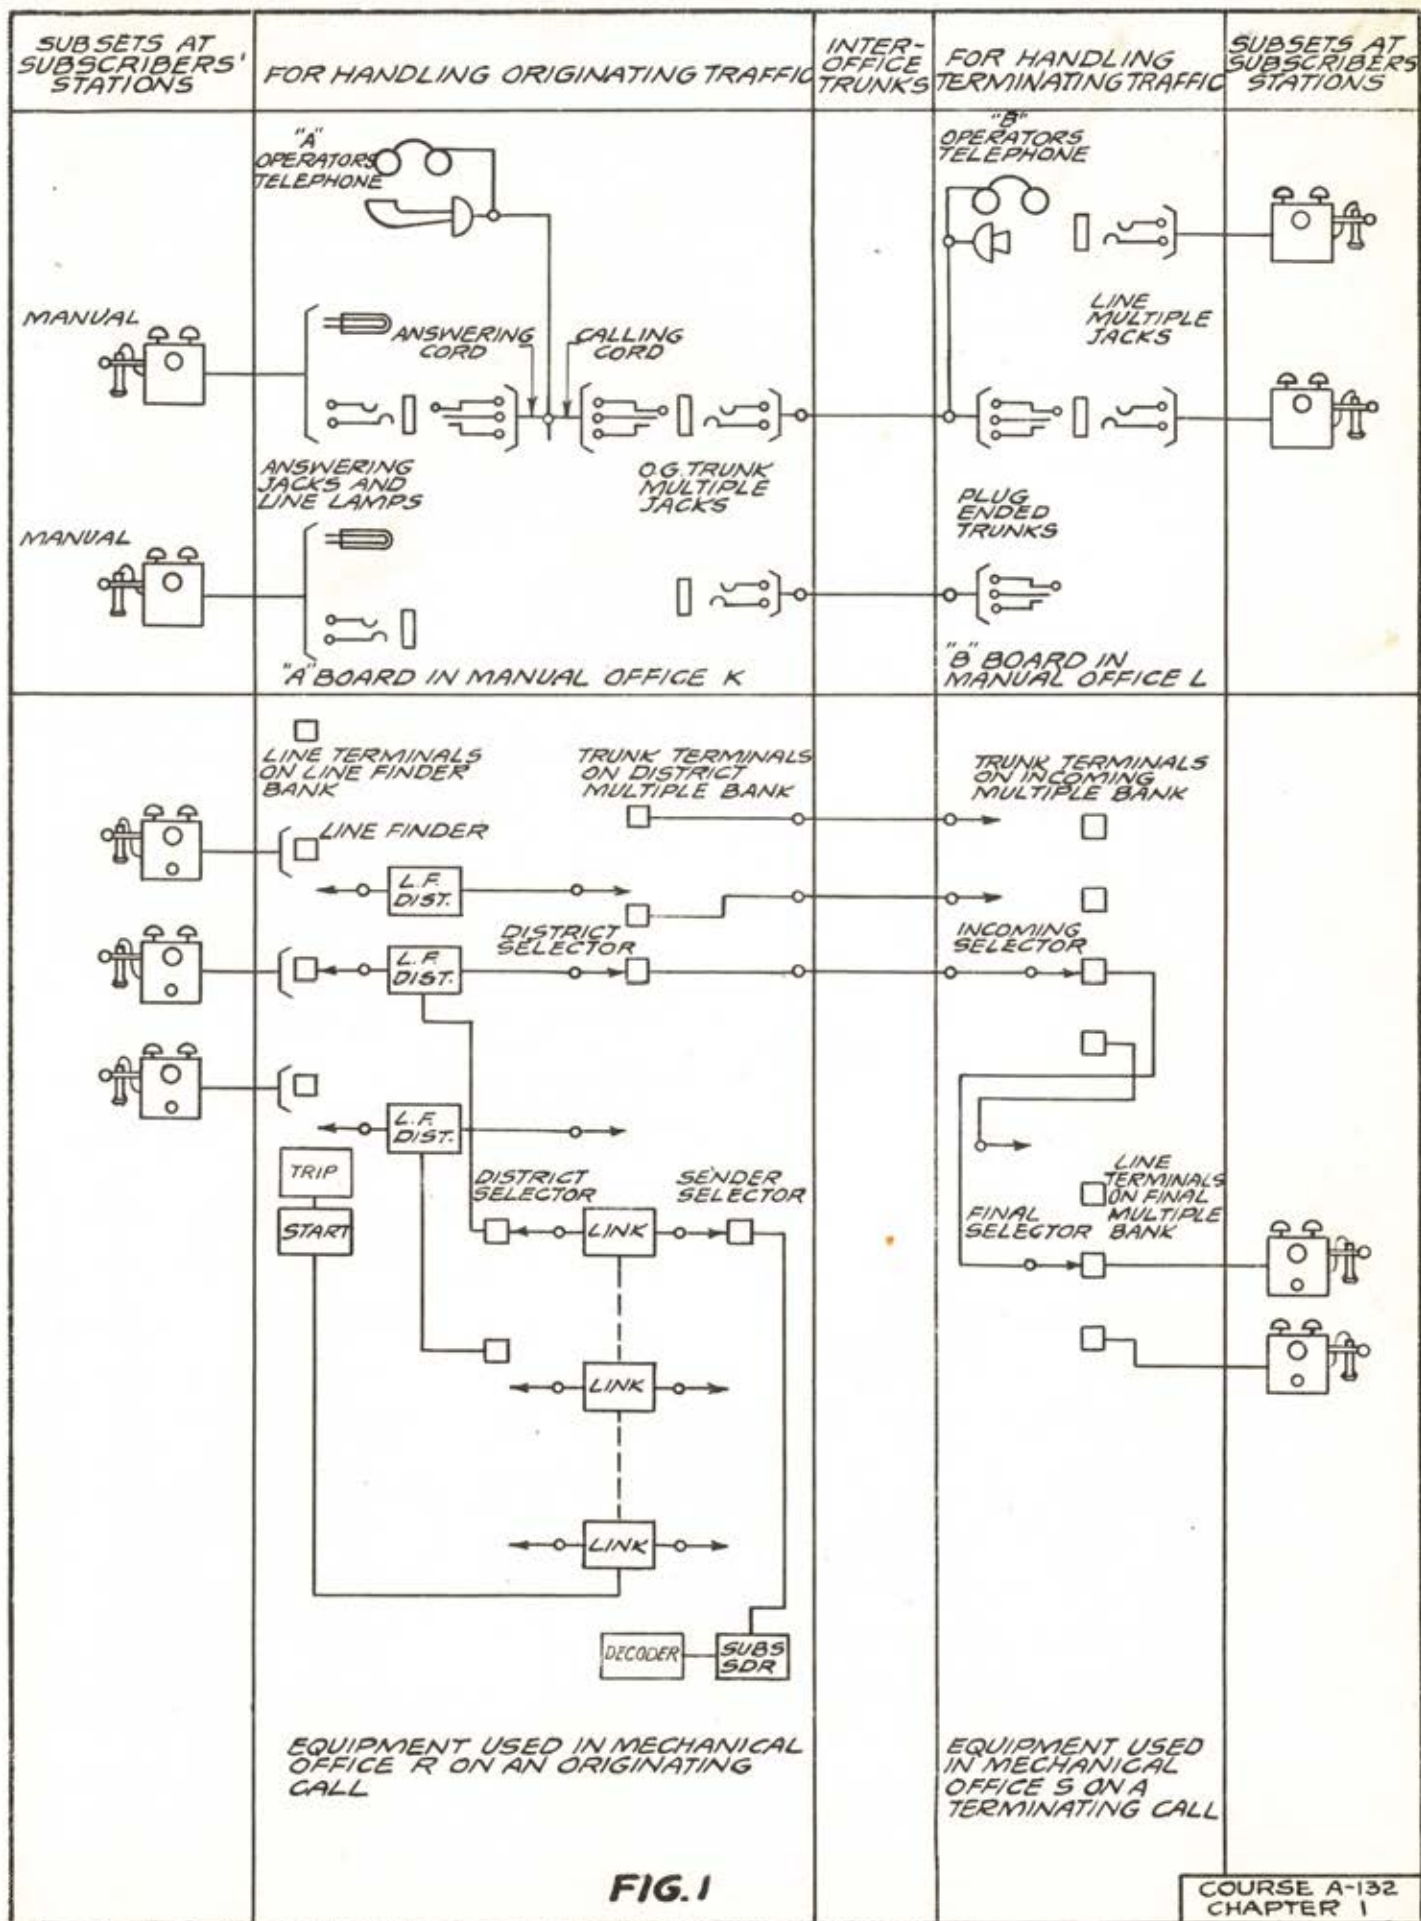 SUBSETS AT
SUBSCRIBERS'
STATIONS
FOR HANDLING ORIGINATING TRAFFIC
INTER-
OFFICE
TRUNKS
FOR HANDLING
TERMINATING TRAFFIC
SUBSETS AT
SUBSCRIBERS
STATIONS
"A"
OPERATORS
TELEPHONE
"B"
OPERATORS
TELEPHONE
MANUAL
ANSWERING
CORD
CALLING
CORD
LINE
MULTIPLE
JACKS
ANSWERING
JACKS AND
LINE LAMPS
O.G. TRUNK
MULTIPLE
JACKS
PLUG
ENDED
TRUNKS
MANUAL
"A" BOARD IN MANUAL OFFICE K
"B" BOARD IN
MANUAL OFFICE L
LINE TERMINALS
ON LINE FINDER
BANK
TRUNK TERMINALS
ON DISTRICT
MULTIPLE BANK
TRUNK TERMINALS
ON INCOMING
MULTIPLE BANK
LINE FINDER
L.F.
DIST.
DISTRICT
SELECTOR
INCOMING
SELECTOR
L.F.
DIST.
L.F.
DIST.
TRIP
START
DISTRICT
SELECTOR
SENDER
SELECTOR
LINK
LINE
TERMINALS
ON FINAL
MULTIPLE
BANK
FINAL
SELECTOR
LINK
LINK
DECODER
SUBS
SDR
EQUIPMENT USED IN MECHANICAL
OFFICE R ON AN ORIGINATING
CALL
EQUIPMENT USED
IN MECHANICAL
OFFICE S ON A
TERMINATING CALL
FIG. 1
COURSE A-132
CHAPTER 1